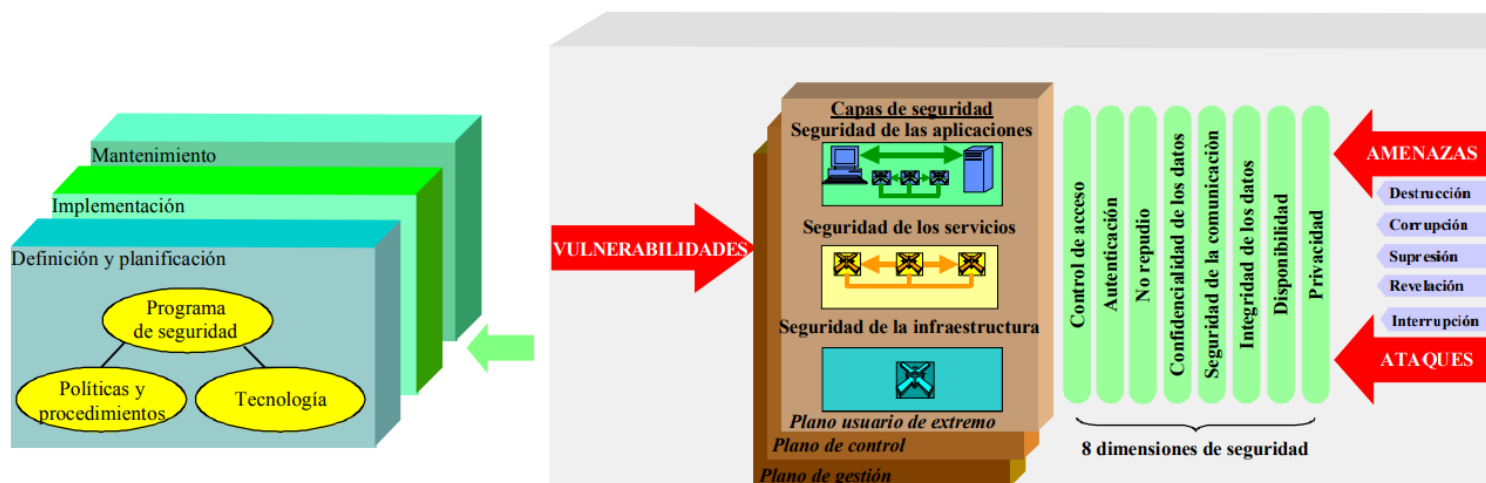 Mantenimiento
Implementación
Definición y planificación
Programa
de seguridad
Políticas y
procedimientos
Tecnología
VULNERABILIDADES
Capas de seguridad
Seguridad de las aplicaciones
Seguridad de los servicios
Seguridad de la infraestructura
Plano usuario de extremo
Plano de control
Plano de gestión
Control de acceso
Autenticación
No repudio
Confidencialidad de los datos
Seguridad de la comunicaciòn
Integridad de los datos
Disponibilidad
Privacidad
8 dimensiones de seguridad
AMENAZAS
Destrucción
Corrupción
Supresión
Revelación
Interrupción
ATAQUES